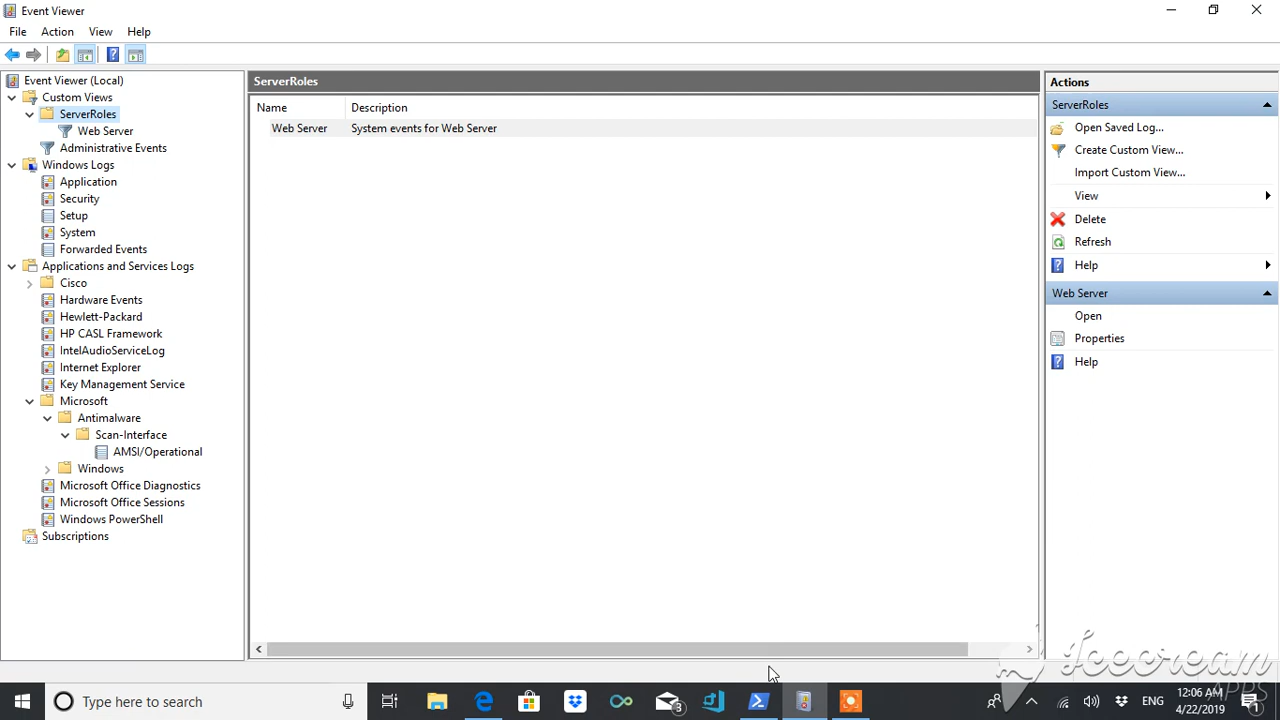 Event Viewer
File Action View Help
Event Viewer (Local)
Custom Views
ServerRoles
Web Server
Administrative Events
Windows Logs
Application
Security
Setup
System
Forwarded Events
Applications and Services Logs
Cisco
Hardware Events
Hewlett-Packard
HP CASL Framework
IntelAudioServiceLog
Internet Explorer
Key Management Service
Microsoft
Antimalware
Scan-Interface
AMSI/Operational
Windows
Microsoft Office Diagnostics
Microsoft Office Sessions
Windows PowerShell
Subscriptions
ServerRoles
Name Description
Web Server System events for Web Server
Actions
ServerRoles
Open Saved Log...
Create Custom View...
Import Custom View...
View
Delete
Refresh
Help
Web Server
Open
Properties
Help
Icecream
APPS
Type here to search
3
ENG
12:06 AM
4/22/2019
1